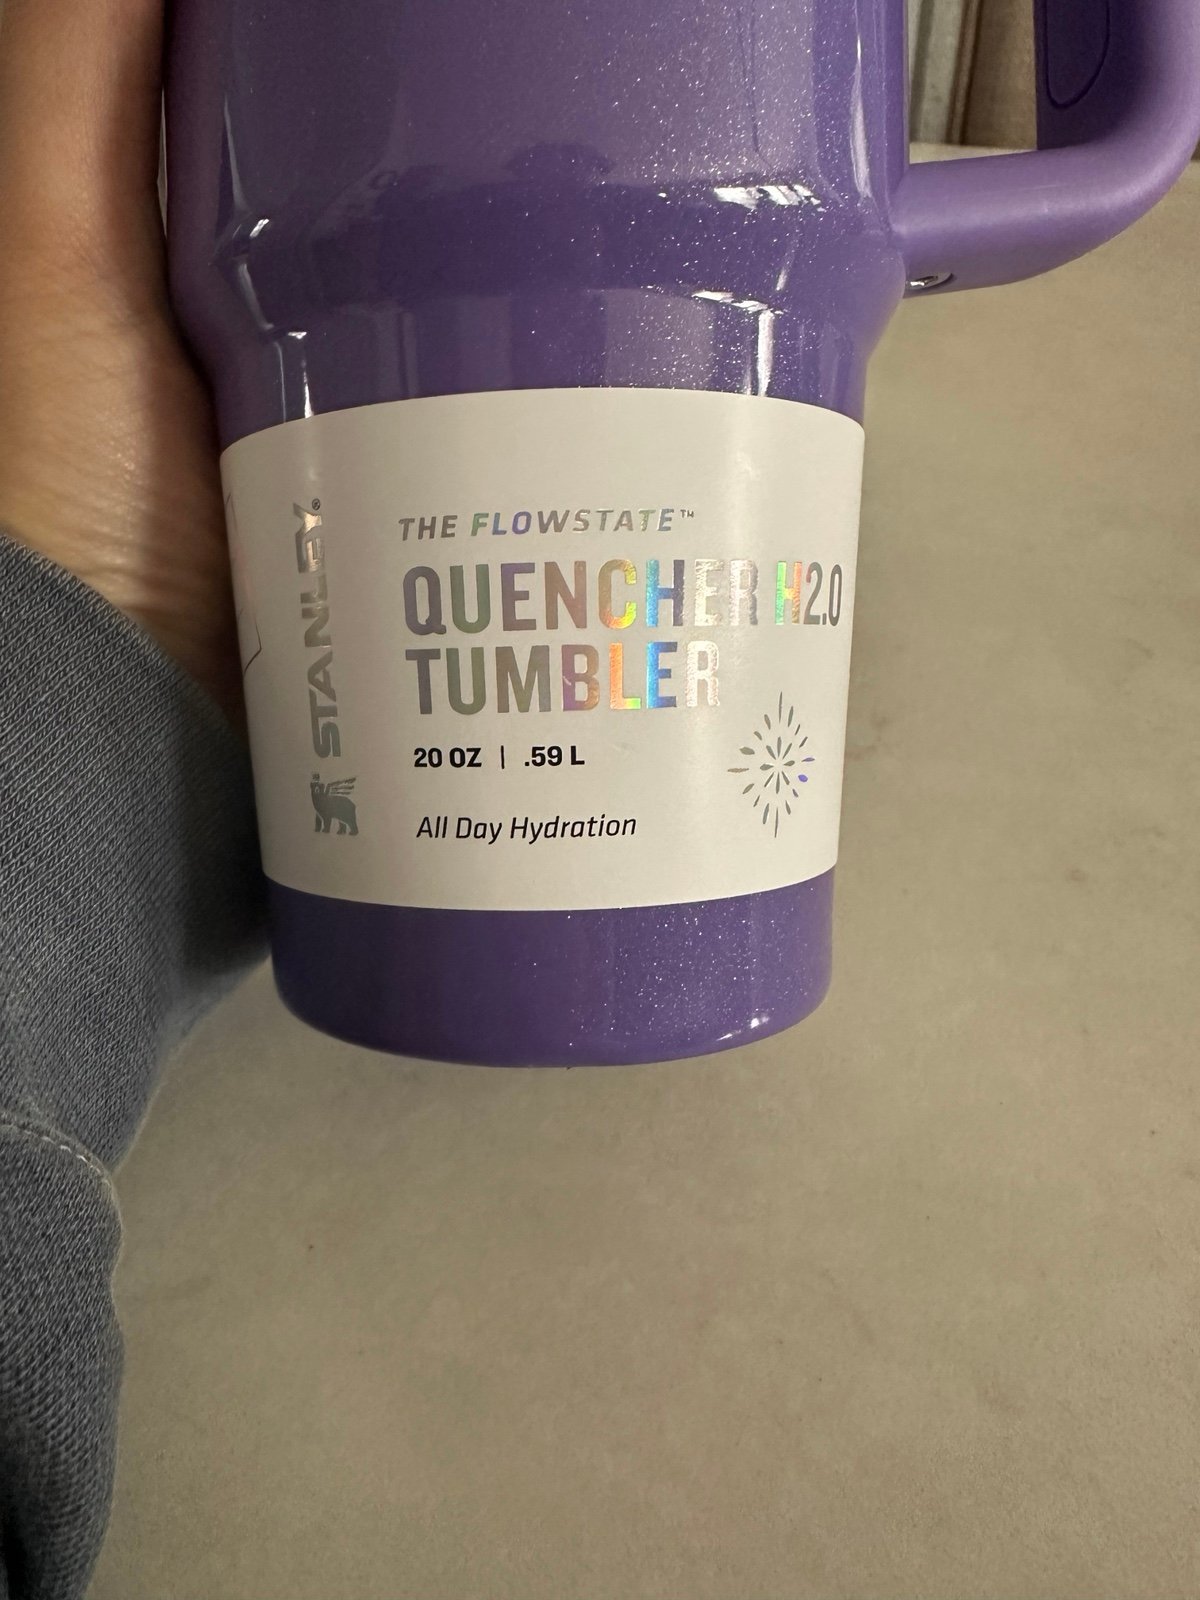 STANLEY®
THE FLOWSTATE™
QUENCHER H2.0
TUMBLER
20 OZ | .59 L
All Day Hydration